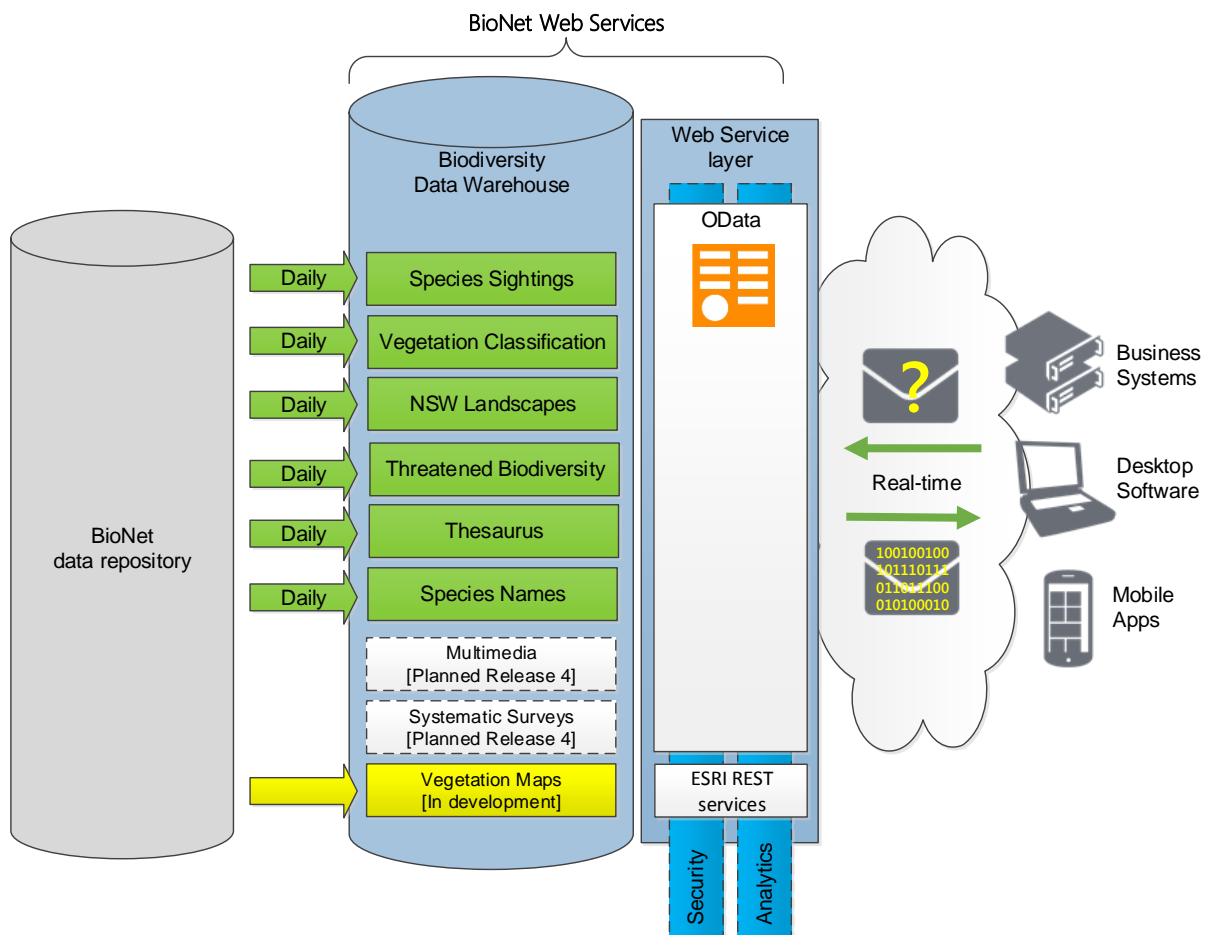 BioNet Web Services
Biodiversity
Data Warehouse
Web Service
layer
BioNet
data repository
Daily
Species Sightings
Daily
Vegetation Classification
Daily
NSW Landscapes
Daily
Threatened Biodiversity
Daily
Thesaurus
Daily
Species Names
Multimedia
[Planned Release 4]
Systematic Surveys
[Planned Release 4]
Vegetation Maps
[In development]
OData
ESRI REST
services
Security
Analytics
?
Real-time
100100100
101110111
011011100
010100010
Business
Systems
Desktop
Software
Mobile
Apps